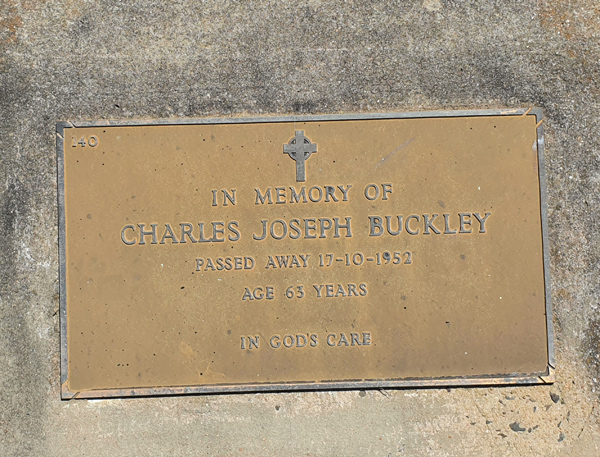 140
IN MEMORY OF
CHARLES JOSEPH BUCKLEY
PASSED AWAY 17-10-1952
AGE 63 YEARS
IN GOD'S CARE